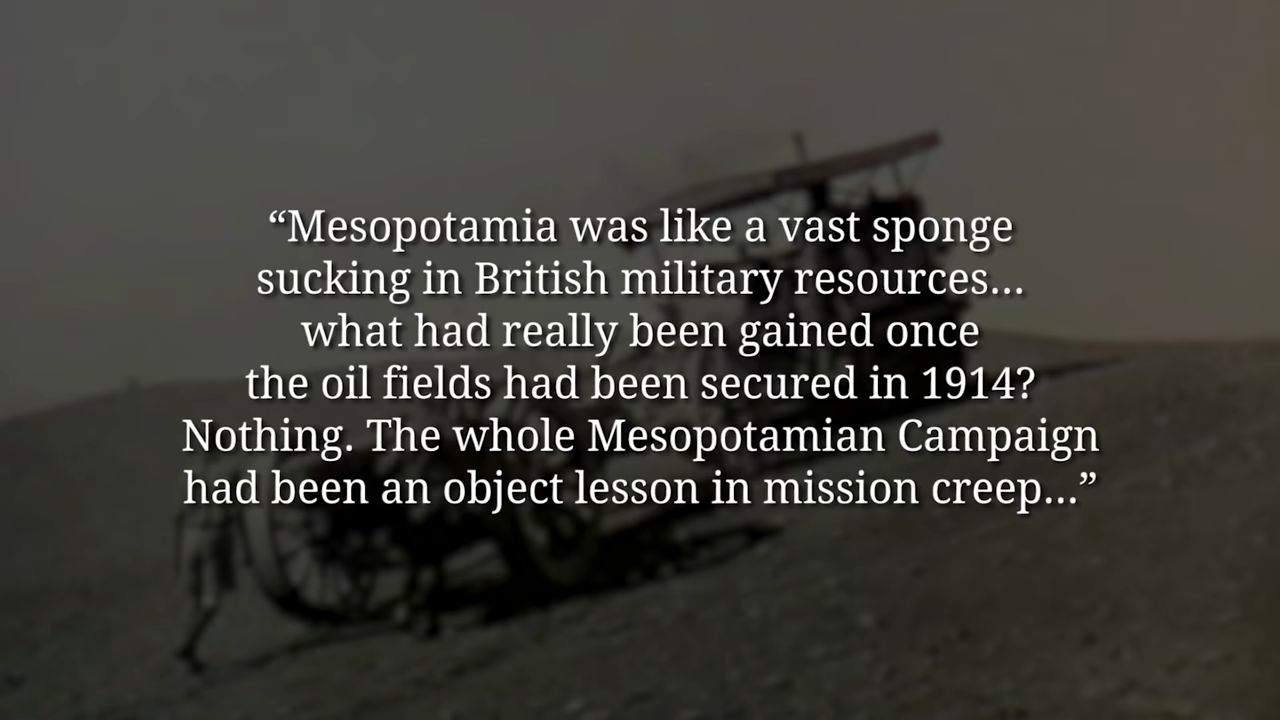 “Mesopotamia was like a vast sponge
sucking in British military resources...
what had really been gained once
the oil fields had been secured in 1914?
Nothing. The whole Mesopotamian Campaign
had been an object lesson in mission creep...”